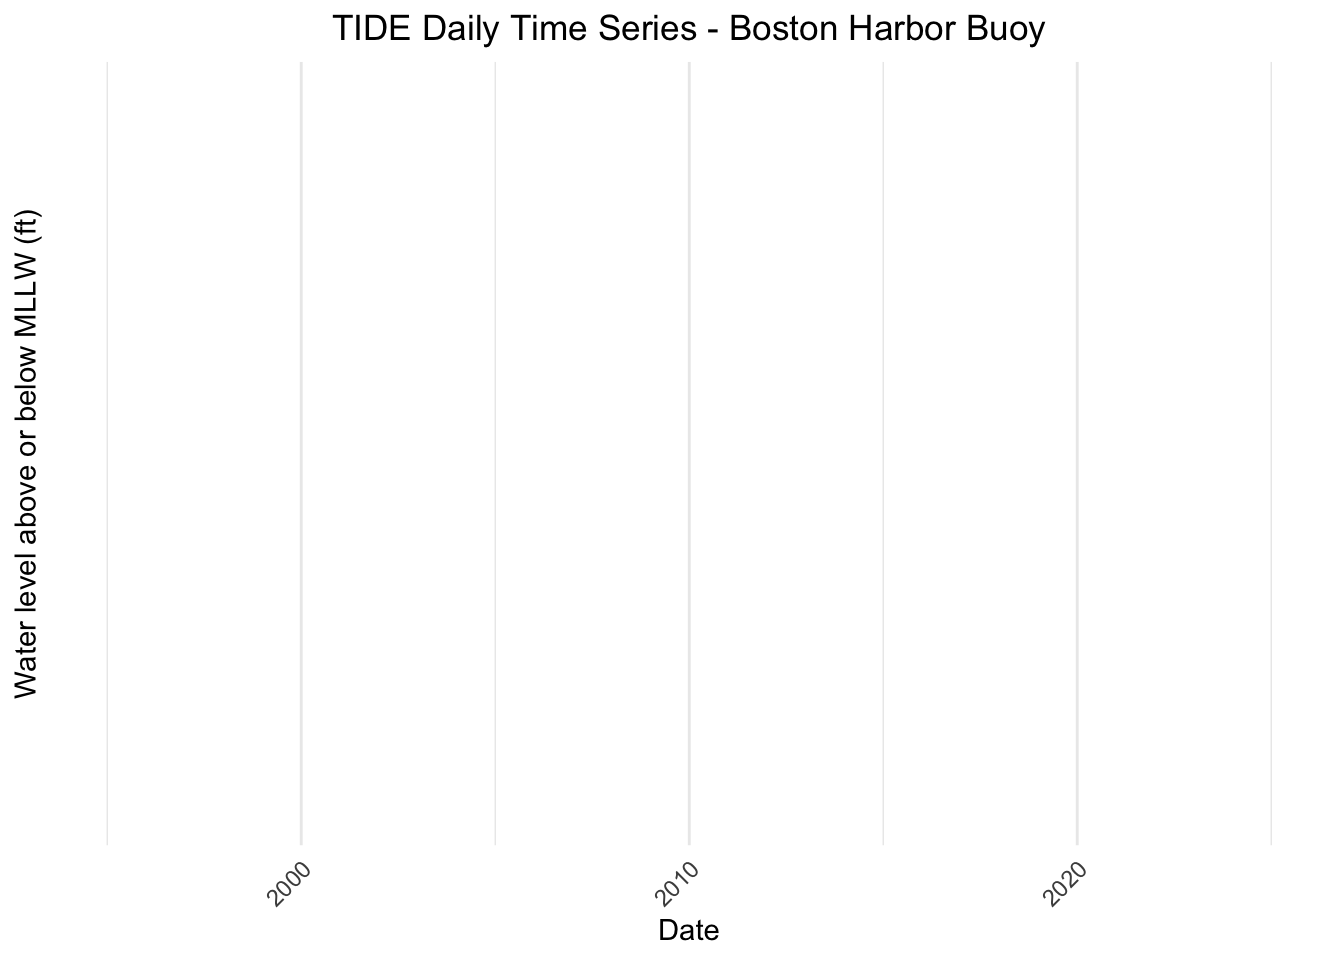 TIDE Daily Time Series - Boston Harbor Buoy
Water level above or below MLLW (ft)
2000
2010
2020
Date